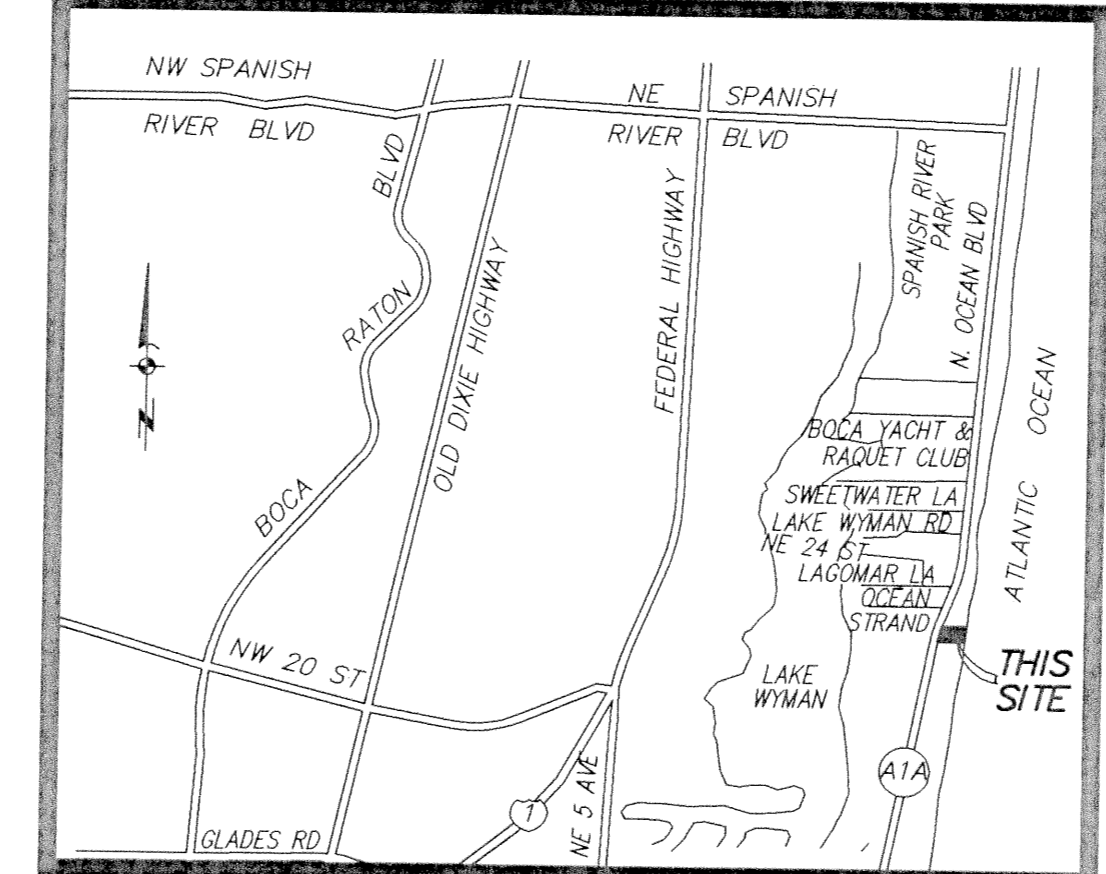 NW SPANISH
RIVER BLVD
NE SPANISH
RIVER BLVD
BOCA RATON BLVD
OLD DIXIE HIGHWAY
FEDERAL HIGHWAY
SPANISH RIVER
PARK
N. OCEAN BLVD
ATLANTIC OCEAN
N
BOCA YACHT &
RAQUET CLUB
SWEETWATER LA
LAKE WYMAN RD
NE 24 ST
LAGOMAR LA
OCEAN
STRAND
THIS
SITE
NW 20 ST
LAKE
WYMAN
A1A
1
NE 5 AVE
GLADES RD